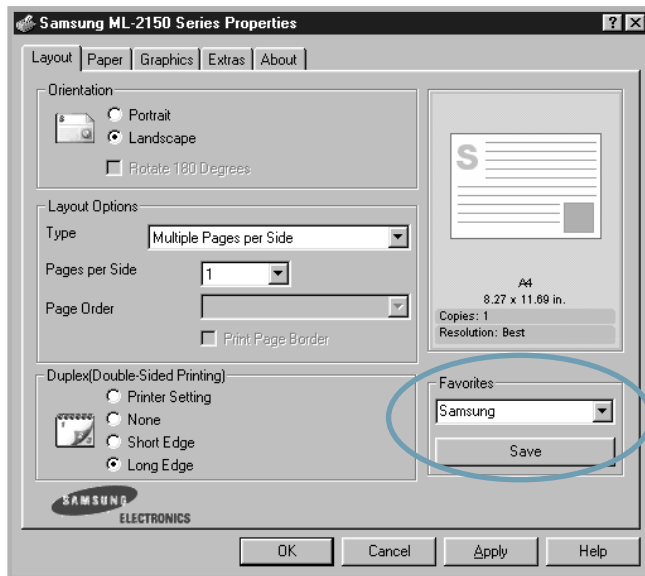 Samsung ML-2150 Series Properties
Layout
Paper
Graphics
Extras
About
Orientation
S
Portrait
Landscape
Rotate 180 Degrees
Layout Options
Type
Multiple Pages per Side
Pages per Side
1
Page Order
Print Page Border
Duplex(Double-Sided Printing)
Printer Setting
None
Short Edge
Long Edge
SAMSUNG
ELECTRONICS
S
A4
8.27 x 11.69 in.
Copies: 1
Resolution: Best
Favorites
Samsung
Save
OK
Cancel
Apply
Help